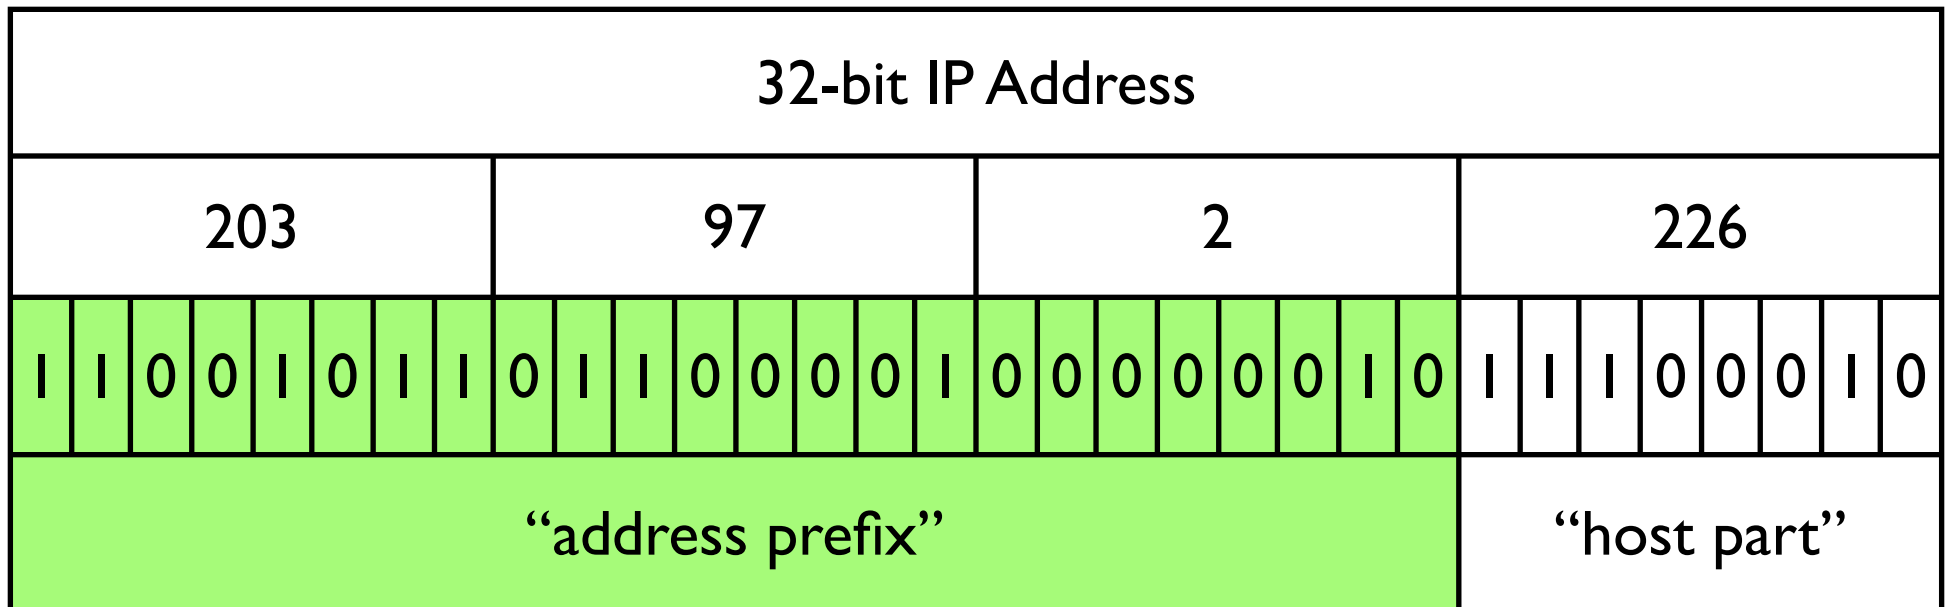 32-bit IP Address
203 97 2 226
1 1 0 0 1 0 1 1 0 1 1 0 0 0 0 1 0 0 0 0 0 0 1 0 1 1 1 0 0 0 1 0
“address prefix” “host part”